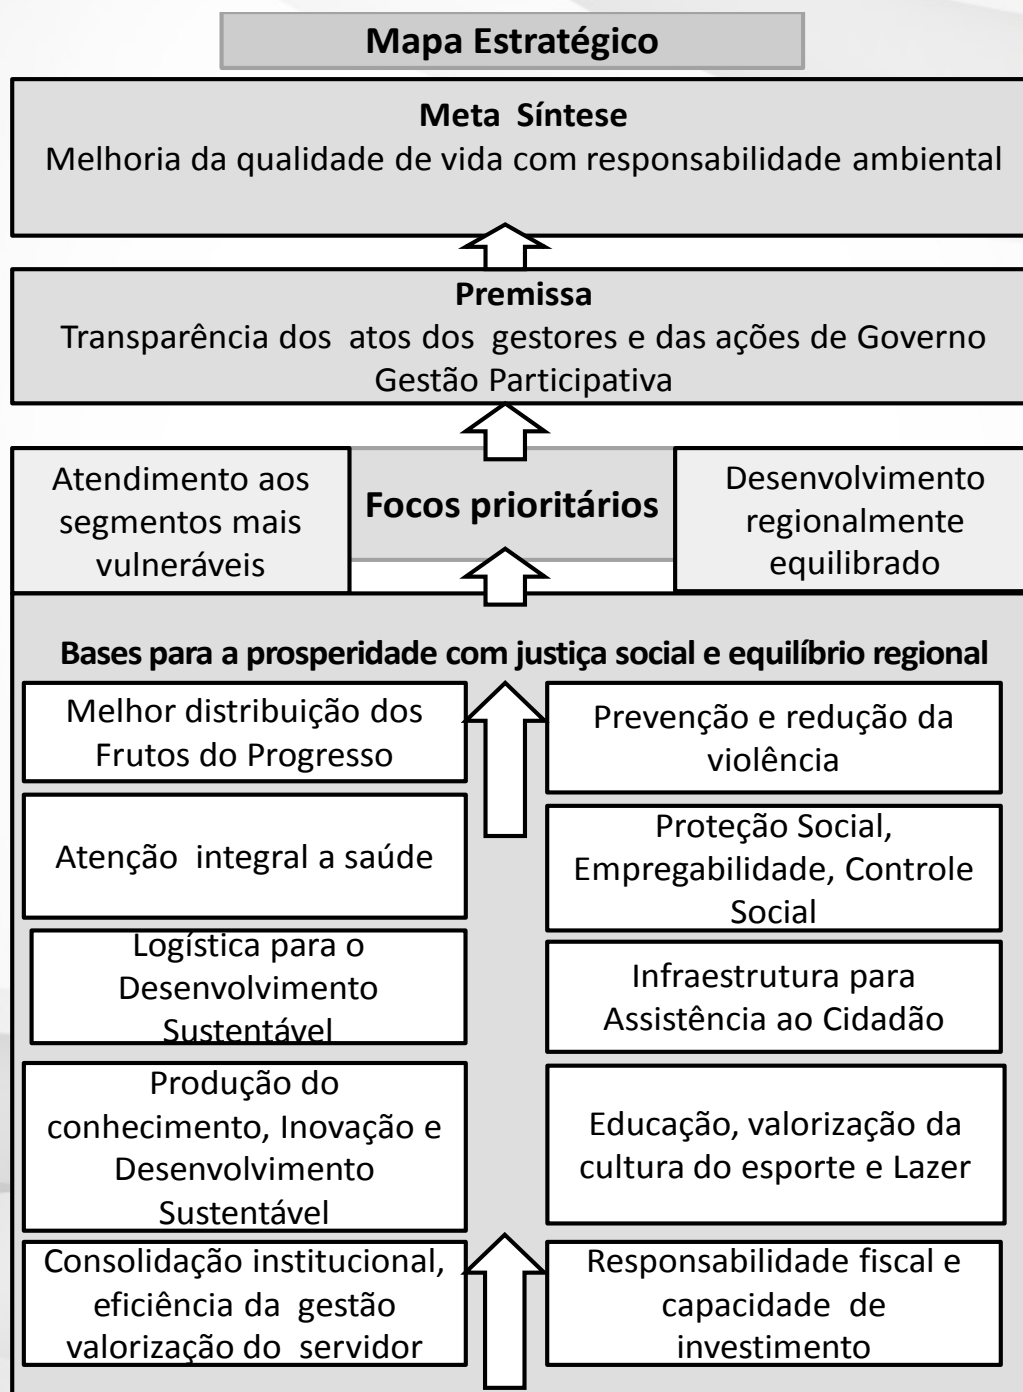 Mapa Estratégico
Meta Síntese
Melhoria da qualidade de vida com responsabilidade ambiental
Premissa
Transparência dos atos dos gestores e das ações de Governo
Gestão Participativa
Atendimento aos
segmentos mais
vulneráveis
Focos prioritários
Desenvolvimento
regionalmente
equilibrado
Bases para a prosperidade com justiça social e equilíbrio regional
Melhor distribuição dos
Frutos do Progresso
Prevenção e redução da
violência
Atenção integral a saúde
Proteção Social,
Empregabilidade, Controle
Social
Logística para o
Desenvolvimento
Sustentável
Infraestrutura para
Assistência ao Cidadão
Produção do
conhecimento, Inovação e
Desenvolvimento
Sustentável
Educação, valorização da
cultura do esporte e Lazer
Consolidação institucional,
eficiência da gestão
valorização do servidor
Responsabilidade fiscal e
capacidade de
investimento